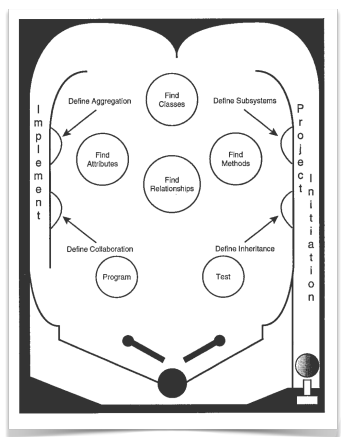 Find
Classes
Define Aggregation
Define Subsystems
Implement
Project
Initiation
Find
Attributes
Find
Methods
Find
Relationships
Define Collaboration
Define Inheritance
Program
Test